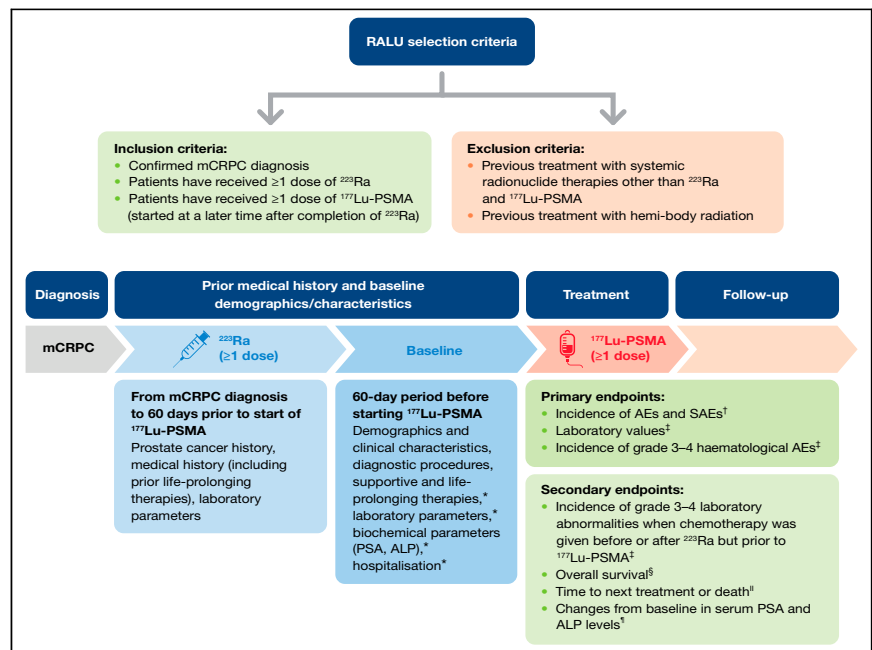 RALU selection criteria
Inclusion criteria:
• Confirmed mCRPC diagnosis
• Patients have received ≥1 dose of ²²³Ra
• Patients have received ≥1 dose of ¹⁷⁷Lu-PSMA
(started at a later time after completion of ²²³Ra)
Exclusion criteria:
• Previous treatment with systemic
radionuclide therapies other than ²²³Ra
and ¹⁷⁷Lu-PSMA
• Previous treatment with hemi-body radiation
Diagnosis
Prior medical history and baseline
demographics/characteristics
Treatment
Follow-up
mCRPC
²²³Ra
(≥1 dose)
Baseline
¹⁷⁷Lu-PSMA
(≥1 dose)
From mCRPC diagnosis
to 60 days prior to start of
¹⁷⁷Lu-PSMA
Prostate cancer history,
medical history (including
prior life-prolonging
therapies), laboratory
parameters
60-day period before
starting ¹⁷⁷Lu-PSMA
Demographics and
clinical characteristics,
diagnostic procedures,
supportive and life-
prolonging therapies,*
laboratory parameters,*
biochemical parameters
(PSA, ALP),*
hospitalisation*
Primary endpoints:
• Incidence of AEs and SAEs†
• Laboratory values‡
• Incidence of grade 3–4 haematological AEs‡
Secondary endpoints:
• Incidence of grade 3–4 laboratory
abnormalities when chemotherapy was
given before or after ²²³Ra but prior to
¹⁷⁷Lu-PSMA‡
• Overall survival§
• Time to next treatment or death‖
• Changes from baseline in serum PSA and
ALP levels¶